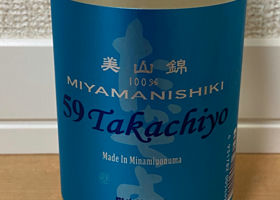 美山錦
100%
MIYAMANISHIKI
59 Takachiyo
Made In Minamiuonuma